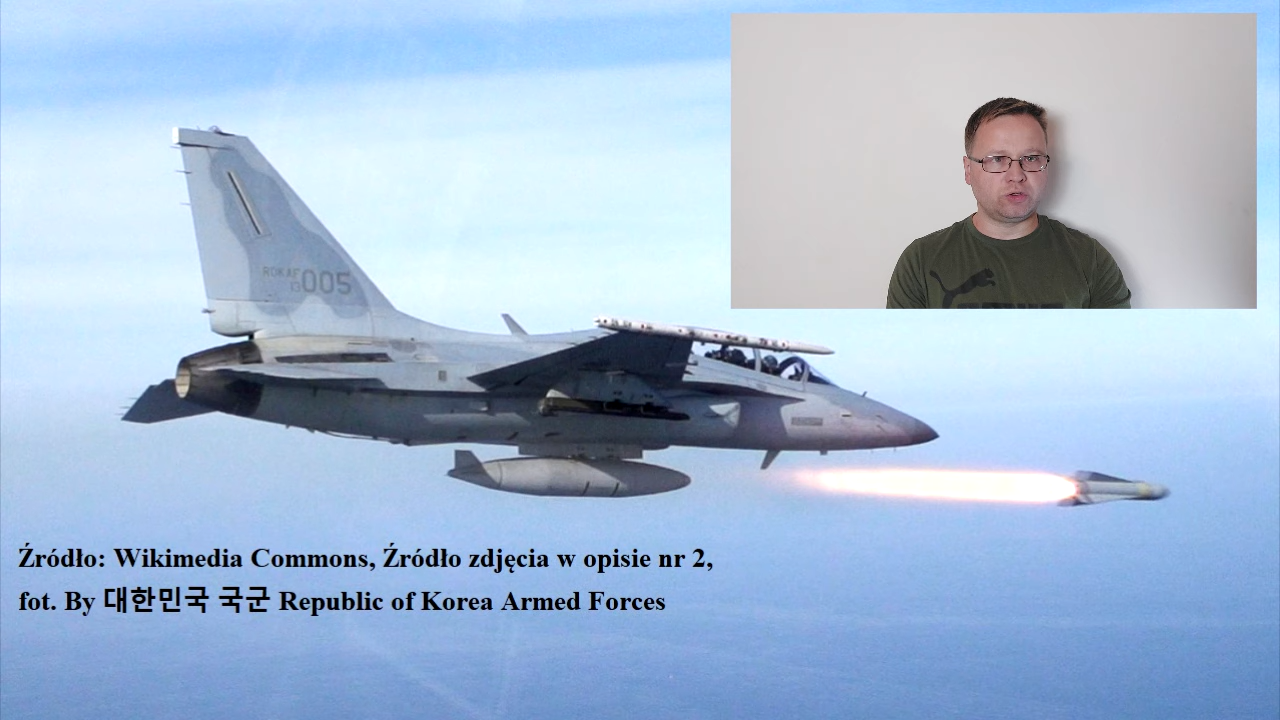 ROKAF
13 005
Źródło: Wikimedia Commons, Źródło zdjęcia w opisie nr 2,
fot. By 대한민국 국군 Republic of Korea Armed Forces